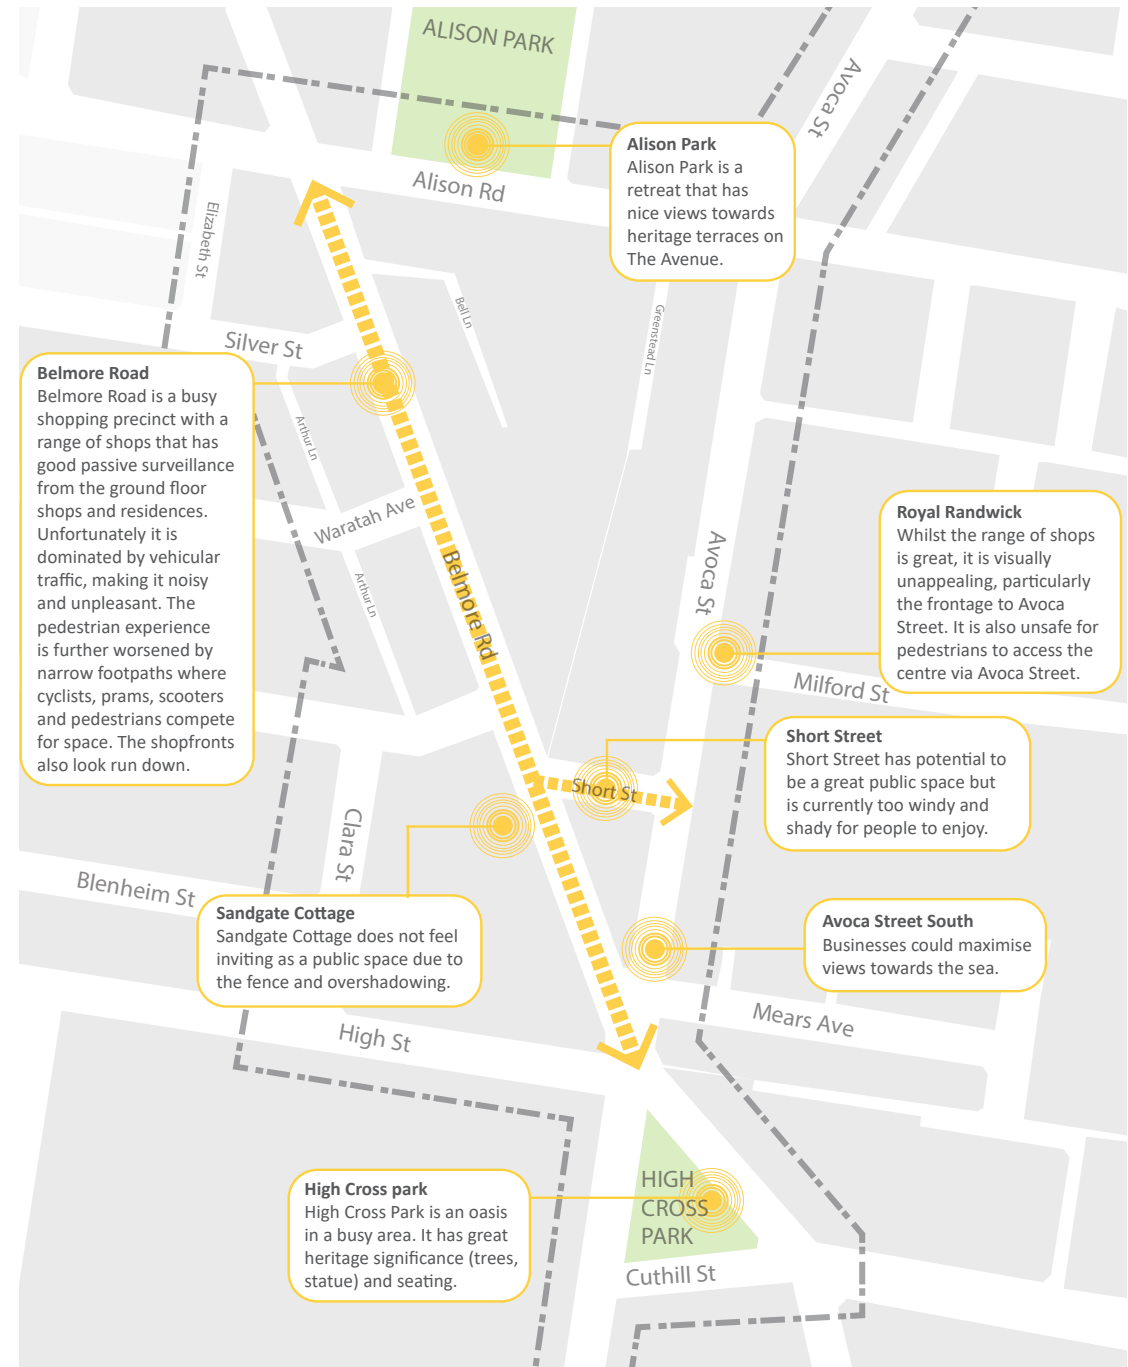 ALISON PARK
Avoca St
Alison Park
Alison Park is a
retreat that has
nice views towards
heritage terraces on
The Avenue.
Alison Rd
Elizabeth St
Bell Ln
Greenstead Ln
Silver St
Belmore Road
Belmore Road is a busy
shopping precinct with a
range of shops that has
good passive surveillance
from the ground floor
shops and residences.
Unfortunately it is
dominated by vehicular
traffic, making it noisy
and unpleasant. The
pedestrian experience
is further worsened by
narrow footpaths where
cyclists, prams, scooters
and pedestrians compete
for space. The shopfronts
also look run down.
Arthur Ln
Waratah Ave
Arthur Ln
Belmore Rd
Avoca St
Royal Randwick
Whilst the range of shops
is great, it is visually
unappealing, particularly
the frontage to Avoca
Street. It is also unsafe for
pedestrians to access the
centre via Avoca Street.
Milford St
Short Street
Short Street has potential to
be a great public space but
is currently too windy and
shady for people to enjoy.
Short St
Clara St
Blenheim St
Sandgate Cottage
Sandgate Cottage does not feel
inviting as a public space due to
the fence and overshadowing.
Avoca Street South
Businesses could maximise
views towards the sea.
Mears Ave
High St
High Cross park
High Cross Park is an oasis
in a busy area. It has great
heritage significance (trees,
statue) and seating.
HIGH
CROSS
PARK
Cuthill St